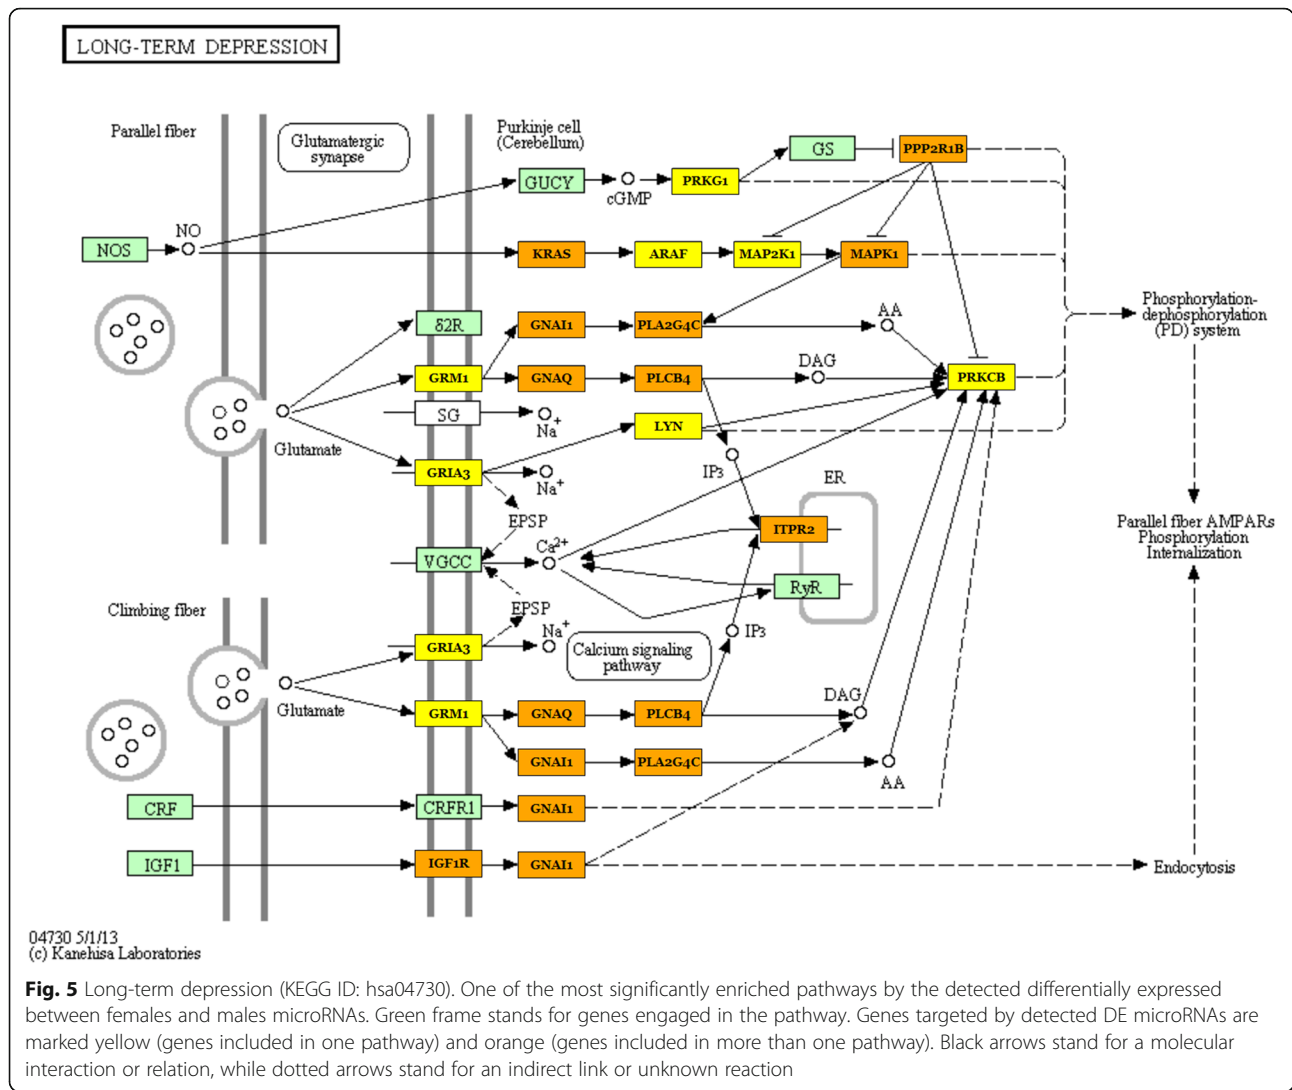 LONG-TERM DEPRESSION
Parallel fiber
Glutamatergic
synapse
Purkinje cell
(Cerebellum)
GS
PPP2R1B
GUCY
cGMP
PRKG1
NO
NOS
KRAS
ARAF
MAP2K1
MAPK1
δ2R
GNAI1
PLA2G4C
AA
Phosphorylation-
dephosphorylation
(PD) system
GRM1
GNAQ
PLCB4
DAG
PRKCB
SG
Na+
LYN
Glutamate
GRIA3
Na+
IP3
ER
EPSP
ITPR2
Parallel fiber AMPARs
Phosphorylation
Internalization
VGCC
Ca2+
RyR
Climbing fiber
EPSP
Na+
IP3
GRIA3
Calcium signaling
pathway
Glutamate
GRM1
GNAQ
PLCB4
DAG
GNAI1
PLA2G4C
AA
CRF
CRFR1
GNAI1
IGF1
IGF1R
GNAI1
Endocytosis
04730 5/1/13
(c) Kanehisa Laboratories
Fig. 5 Long-term depression (KEGG ID: hsa04730). One of the most significantly enriched pathways by the detected differentially expressed
between females and males microRNAs. Green frame stands for genes engaged in the pathway. Genes targeted by detected DE microRNAs are
marked yellow (genes included in one pathway) and orange (genes included in more than one pathway). Black arrows stand for a molecular
interaction or relation, while dotted arrows stand for an indirect link or unknown reaction